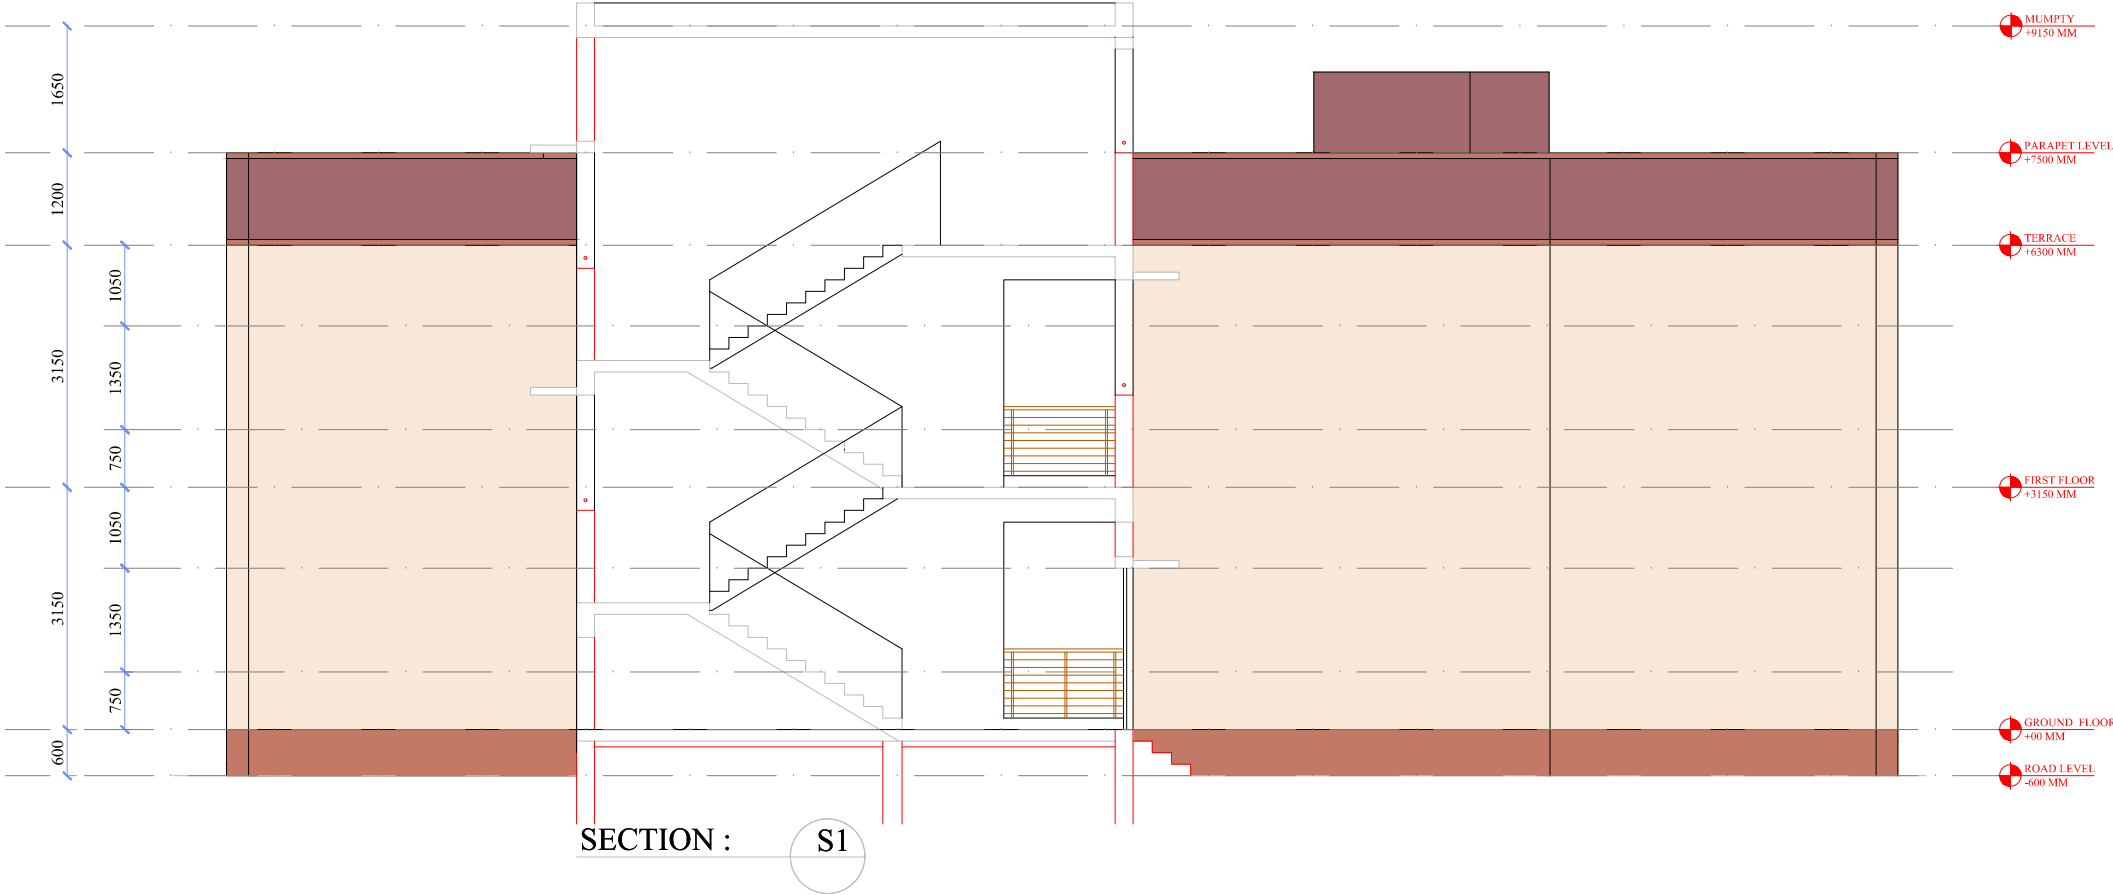 MUMPTY
+9150 MM
1650
PARAPET LEVEL
+7500 MM
1200
TERRACE
+6300 MM
1050
3150
1350
750
FIRST FLOOR
+3150 MM
1050
3150
1350
750
GROUND FLOOR
+00 MM
600
ROAD LEVEL
-600 MM
SECTION :
S1